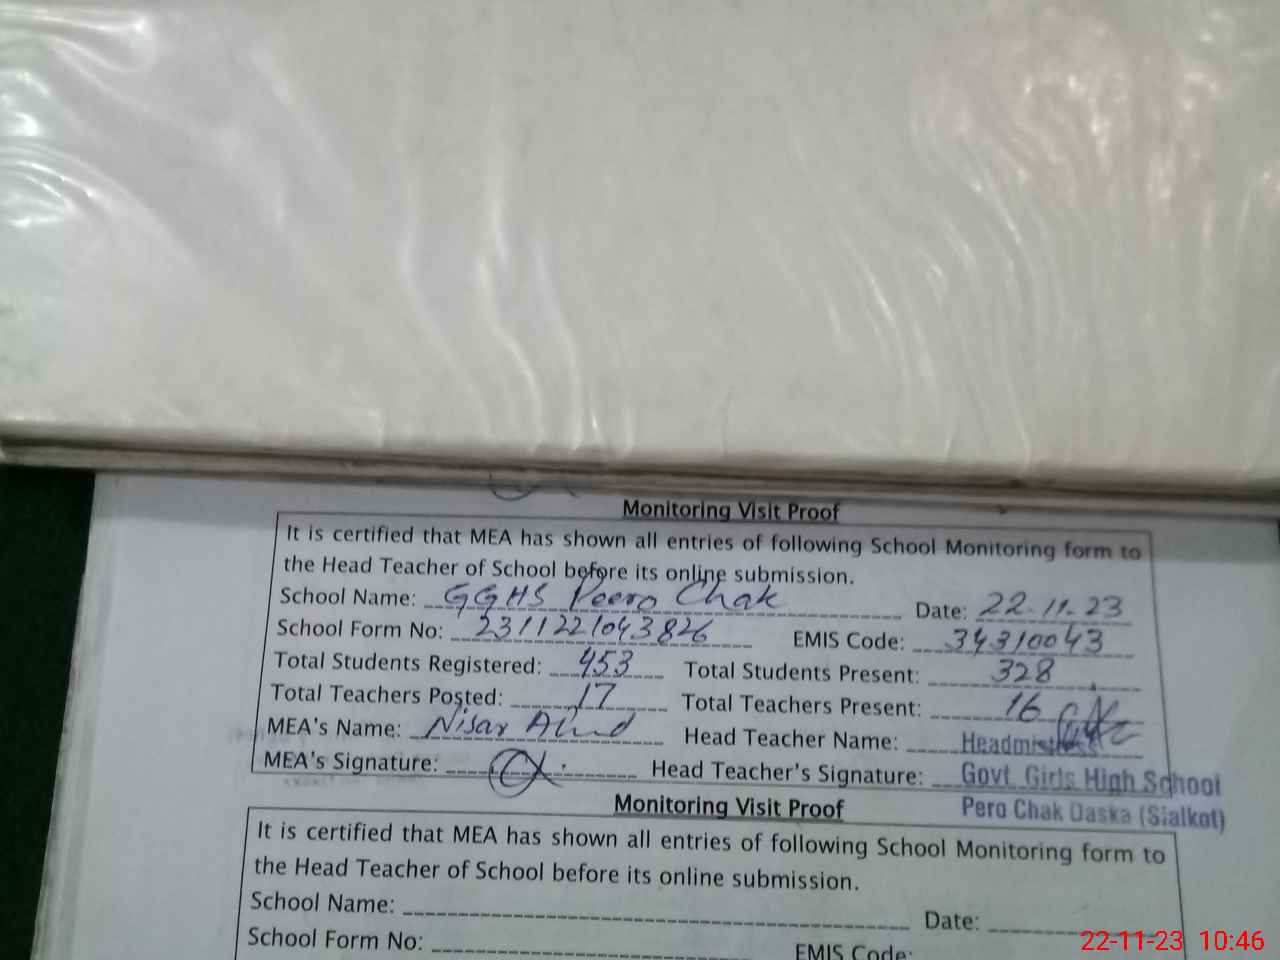 Monitoring Visit Proof
It is certified that MEA has shown all entries of following School Monitoring form to
the Head Teacher of School before its online submission.
School Name: GGHS Peero Chak Date: 22-11-23
School Form No: 2311221043826 EMIS Code: 34310043
Total Students Registered: 453 Total Students Present: 328
Total Teachers Posted: 17 Total Teachers Present: 16
MEA's Name: Nisar Ahmd Head Teacher Name: Headmistress
MEA's Signature: Head Teacher's Signature: Govt. Girls High School
Pero Chak Daska (Sialkot)
Monitoring Visit Proof
It is certified that MEA has shown all entries of following School Monitoring form to
the Head Teacher of School before its online submission.
School Name: Date:
School Form No: EMIS Code:
22-11-23 10:46